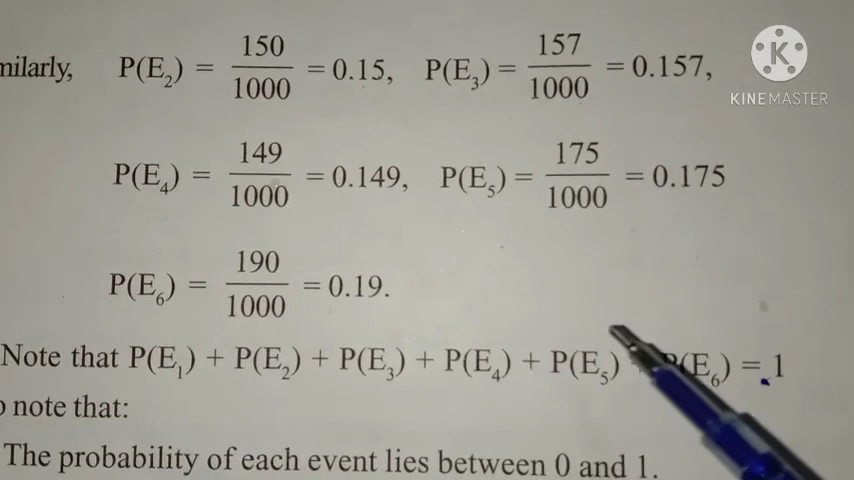 milarly, P(E₂) = 150/1000 = 0.15, P(E₃) = 157/1000 = 0.157,
K
KINEMASTER
P(E₄) = 149/1000 = 0.149, P(E₅) = 175/1000 = 0.175
P(E₆) = 190/1000 = 0.19.
Note that P(E₁) + P(E₂) + P(E₃) + P(E₄) + P(E₅) + P(E₆) = 1
o note that:
The probability of each event lies between 0 and 1.